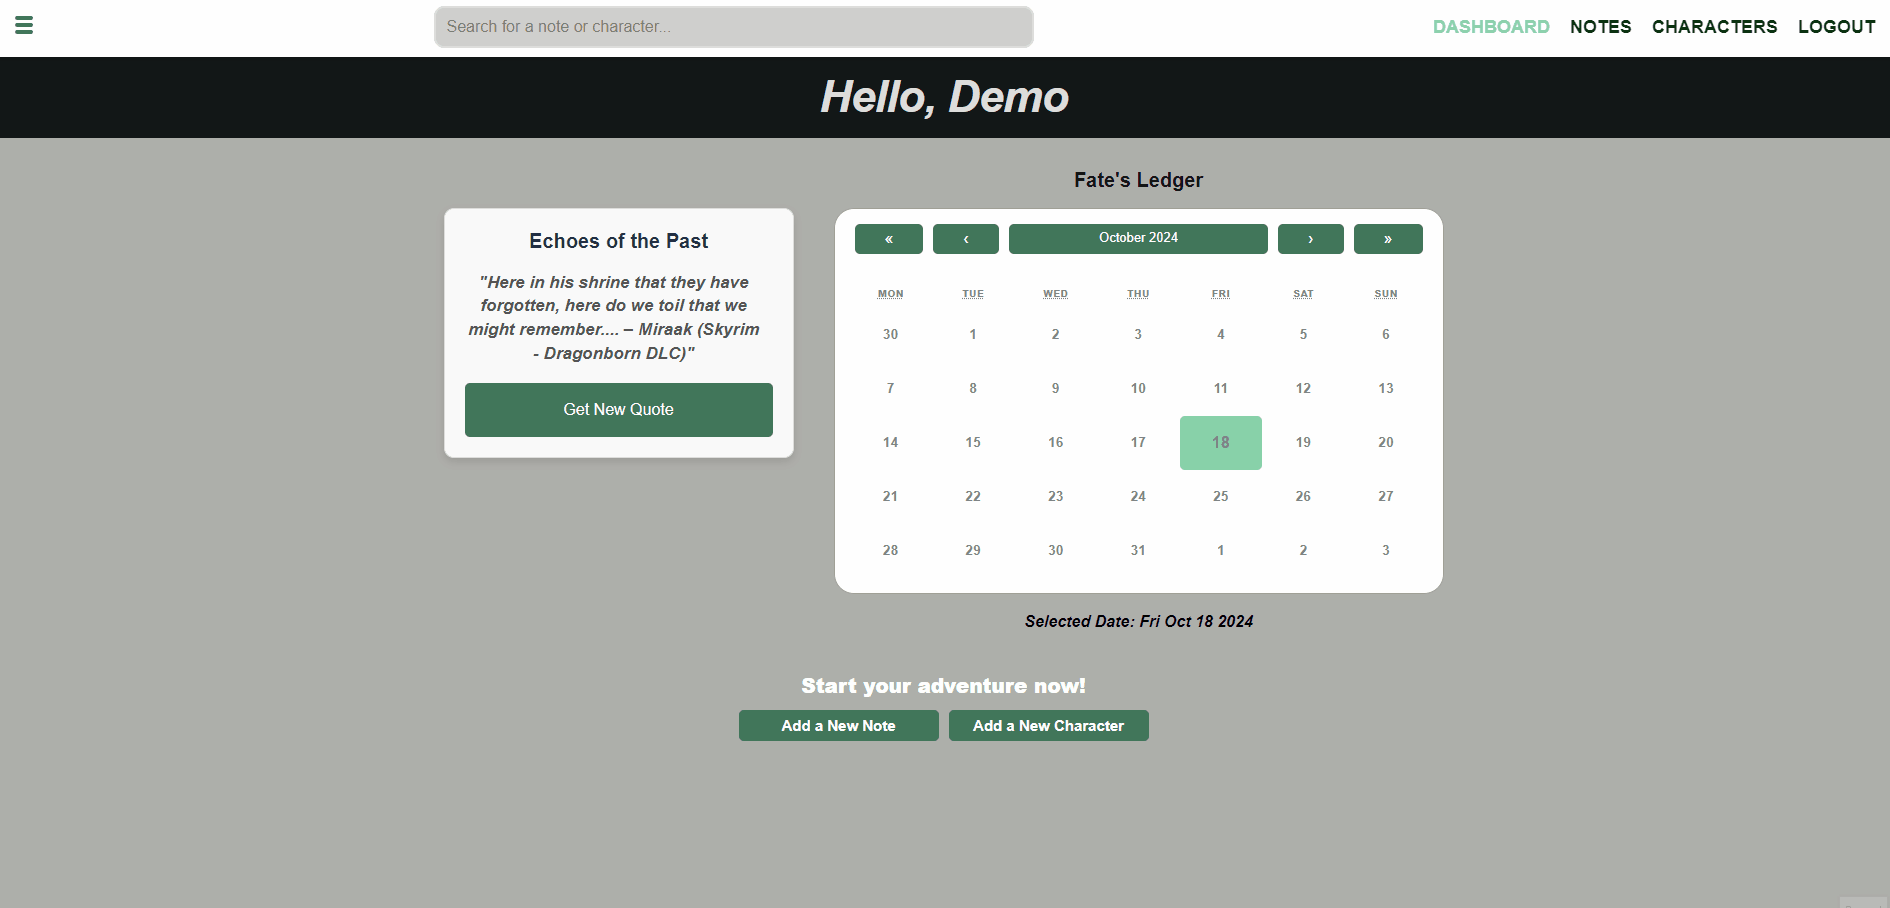 Search for a note or character...
DASHBOARD NOTES CHARACTERS LOGOUT
Hello, Demo
Echoes of the Past
"Here in his shrine that they have
forgotten, here do we toil that we
might remember.... – Miraak (Skyrim
- Dragonborn DLC)"
Get New Quote
Fate's Ledger
« ‹ October 2024 › »
MON TUE WED THU FRI SAT SUN
30 1 2 3 4 5 6
7 8 9 10 11 12 13
14 15 16 17 18 19 20
21 22 23 24 25 26 27
28 29 30 31 1 2 3
Selected Date: Fri Oct 18 2024
Start your adventure now!
Add a New Note Add a New Character